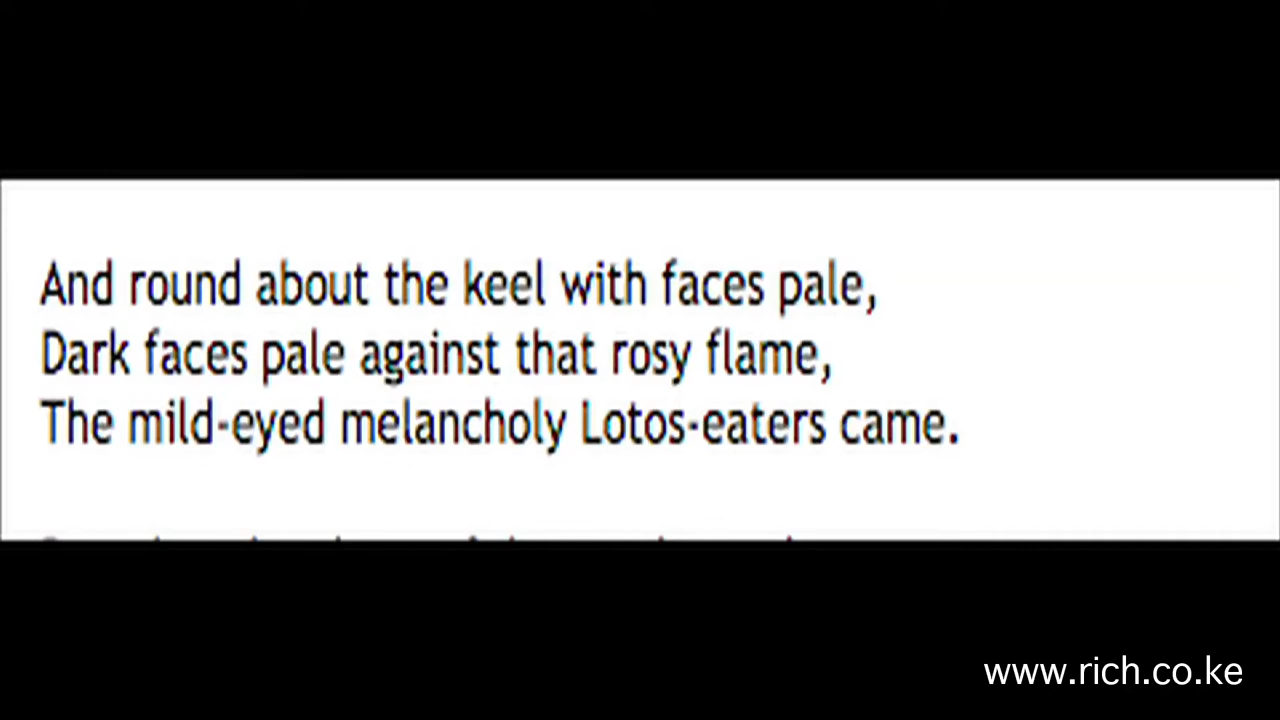 And round about the keel with faces pale,
Dark faces pale against that rosy flame,
The mild-eyed melancholy Lotos-eaters came.
www.rich.co.ke